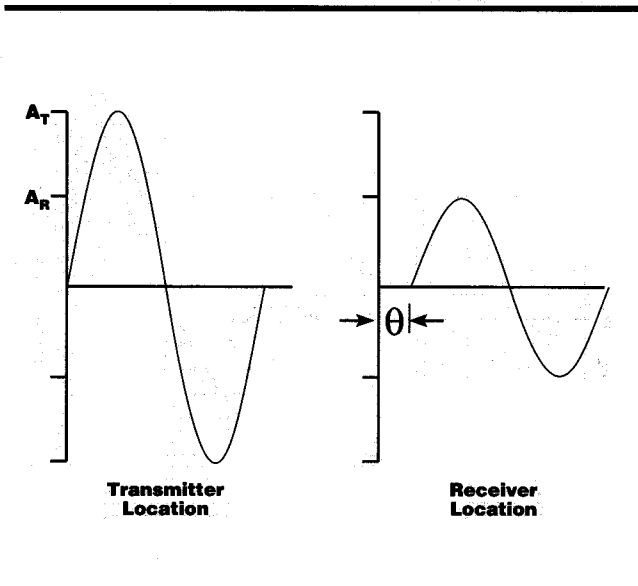 A_T
A_R
θ
Transmitter
Location
Receiver
Location